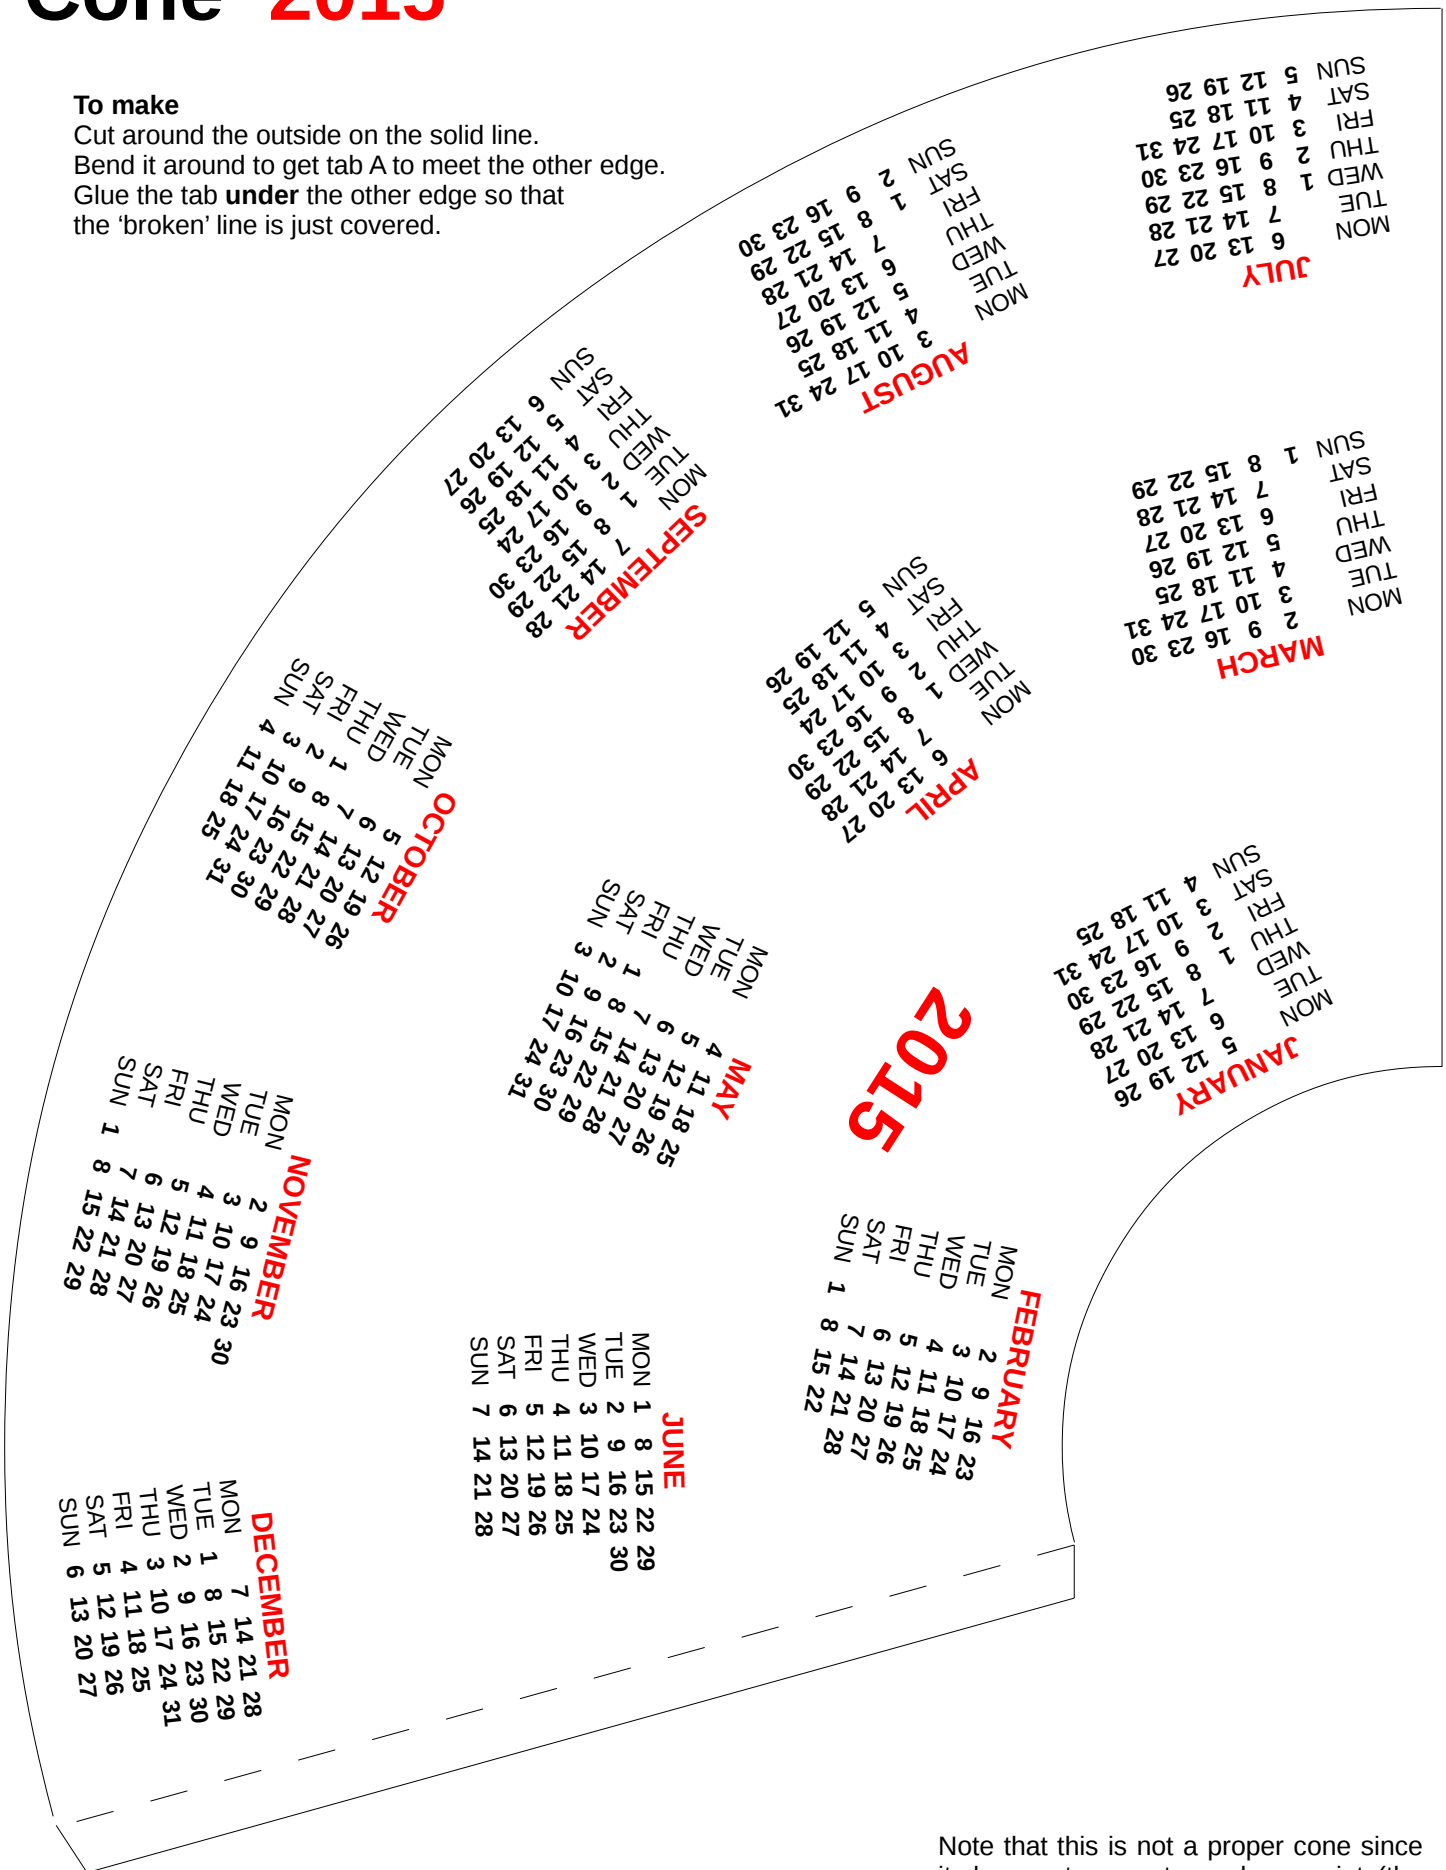 Cone 2015
To make
Cut around the outside on the solid line.
Bend it around to get tab A to meet the other edge.
Glue the tab under the other edge so that
the ‘broken’ line is just covered.
JANUARY
MON 5 12 19 26
TUE 6 13 20 27
WED 7 14 21 28
THU 1 8 15 22 29
FRI 2 9 16 23 30
SAT 3 10 17 24 31
SUN 4 11 18 25
FEBRUARY
MON 2 9 16 23
TUE 3 10 17 24
WED 4 11 18 25
THU 5 12 19 26
FRI 6 13 20 27
SAT 7 14 21 28
SUN 1 8 15 22
2015
MARCH
MON 2 9 16 23 30
TUE 3 10 17 24 31
WED 4 11 18 25
THU 5 12 19 26
FRI 6 13 20 27
SAT 7 14 21 28
SUN 1 8 15 22 29
APRIL
MON 6 13 20 27
TUE 7 14 21 28
WED 1 8 15 22 29
THU 2 9 16 23 30
FRI 3 10 17 24
SAT 4 11 18 25
SUN 5 12 19 26
MAY
MON 4 11 18 25
TUE 5 12 19 26
WED 6 13 20 27
THU 7 14 21 28
FRI 1 8 15 22 29
SAT 2 9 16 23 30
SUN 3 10 17 24 31
JUNE
MON 1 8 15 22 29
TUE 2 9 16 23 30
WED 3 10 17 24
THU 4 11 18 25
FRI 5 12 19 26
SAT 6 13 20 27
SUN 7 14 21 28
JULY
MON 6 13 20 27
TUE 7 14 21 28
WED 1 8 15 22 29
THU 2 9 16 23 30
FRI 3 10 17 24 31
SAT 4 11 18 25
SUN 5 12 19 26
AUGUST
MON 3 10 17 24 31
TUE 4 11 18 25
WED 5 12 19 26
THU 6 13 20 27
FRI 7 14 21 28
SAT 1 8 15 22 29
SUN 2 9 16 23 30
SEPTEMBER
MON 7 14 21 28
TUE 1 8 15 22 29
WED 2 9 16 23 30
THU 3 10 17 24
FRI 4 11 18 25
SAT 5 12 19 26
SUN 6 13 20 27
OCTOBER
MON 5 12 19 26
TUE 6 13 20 27
WED 7 14 21 28
THU 1 8 15 22 29
FRI 2 9 16 23 30
SAT 3 10 17 24 31
SUN 4 11 18 25
NOVEMBER
MON 2 9 16 23 30
TUE 3 10 17 24
WED 4 11 18 25
THU 5 12 19 26
FRI 6 13 20 27
SAT 7 14 21 28
SUN 1 8 15 22 29
DECEMBER
MON 7 14 21 28
TUE 1 8 15 22 29
WED 2 9 16 23 30
THU 3 10 17 24 31
FRI 4 11 18 25
SAT 5 12 19 26
SUN 6 13 20 27
Note that this is not a proper cone since